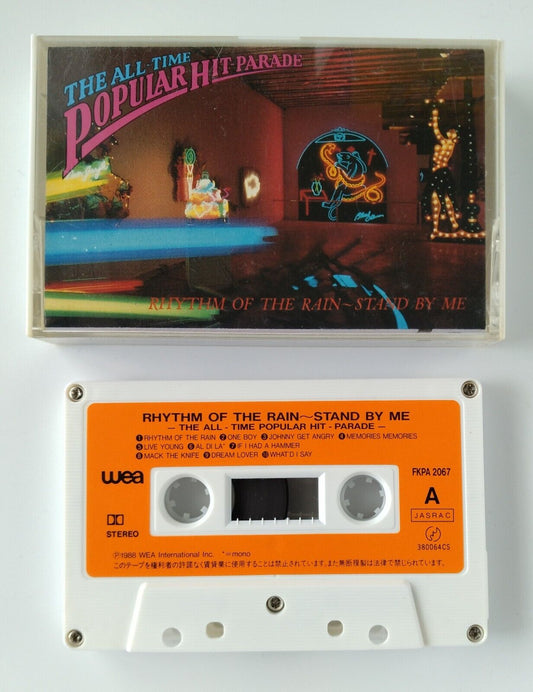 THE ALL-TIME
POPULAR HIT PARADE
RHYTHM OF THE RAIN~STAND BY ME
RHYTHM OF THE RAIN~STAND BY ME
— THE ALL - TIME POPULAR HIT - PARADE —
❶RHYTHM OF THE RAIN ❷ONE BOY ❸JOHNNY GET ANGRY ❹MEMORIES MEMORIES
❺LIVE YOUNG ❻AL DI LA* ❼IF I HAD A HAMMER
❽MACK THE KNIFE ❾DREAM LOVER ❿WHAT'D I SAY
wea
FKPA 2067
A
JASRAC
380064CS
STEREO
Ⓟ1988 WEA International Inc. *=mono
このテープを権利者の許諾なく賃貸業に使用することは禁止されています。また無断複製は法律で禁じられています。